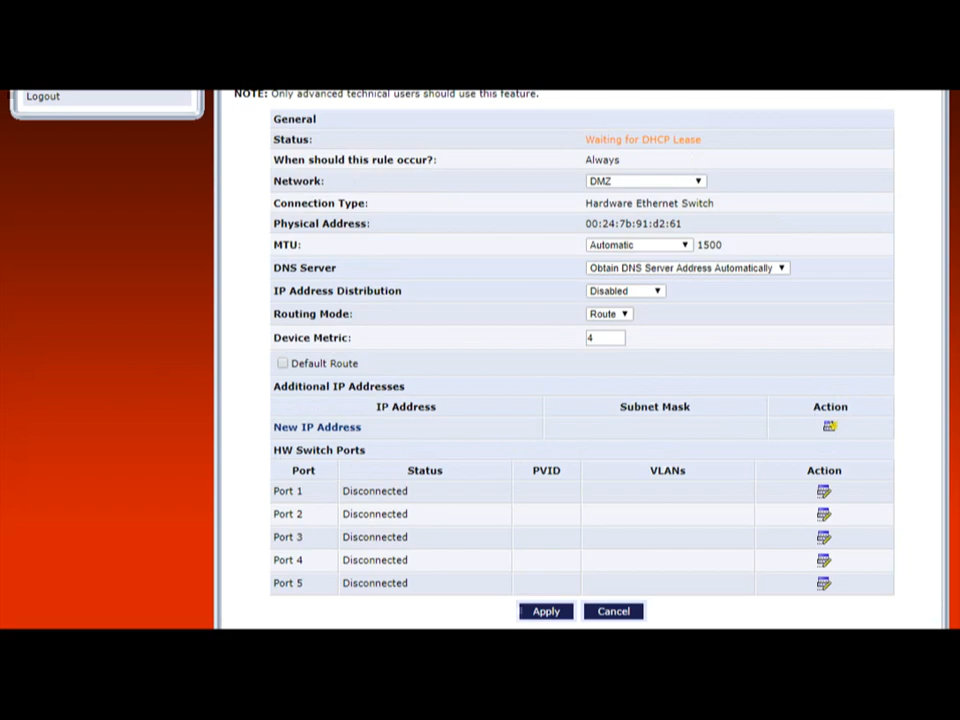 Logout
NOTE: Only advanced technical users should use this feature.
General
Status: Waiting for DHCP Lease
When should this rule occur?: Always
Network: DMZ
Connection Type: Hardware Ethernet Switch
Physical Address: 00:24:7b:91:d2:61
MTU: Automatic 1500
DNS Server Obtain DNS Server Address Automatically
IP Address Distribution Disabled
Routing Mode: Route
Device Metric: 4
Default Route
Additional IP Addresses
IP Address Subnet Mask Action
New IP Address
HW Switch Ports
Port Status PVID VLANs Action
Port 1 Disconnected
Port 2 Disconnected
Port 3 Disconnected
Port 4 Disconnected
Port 5 Disconnected
Apply Cancel